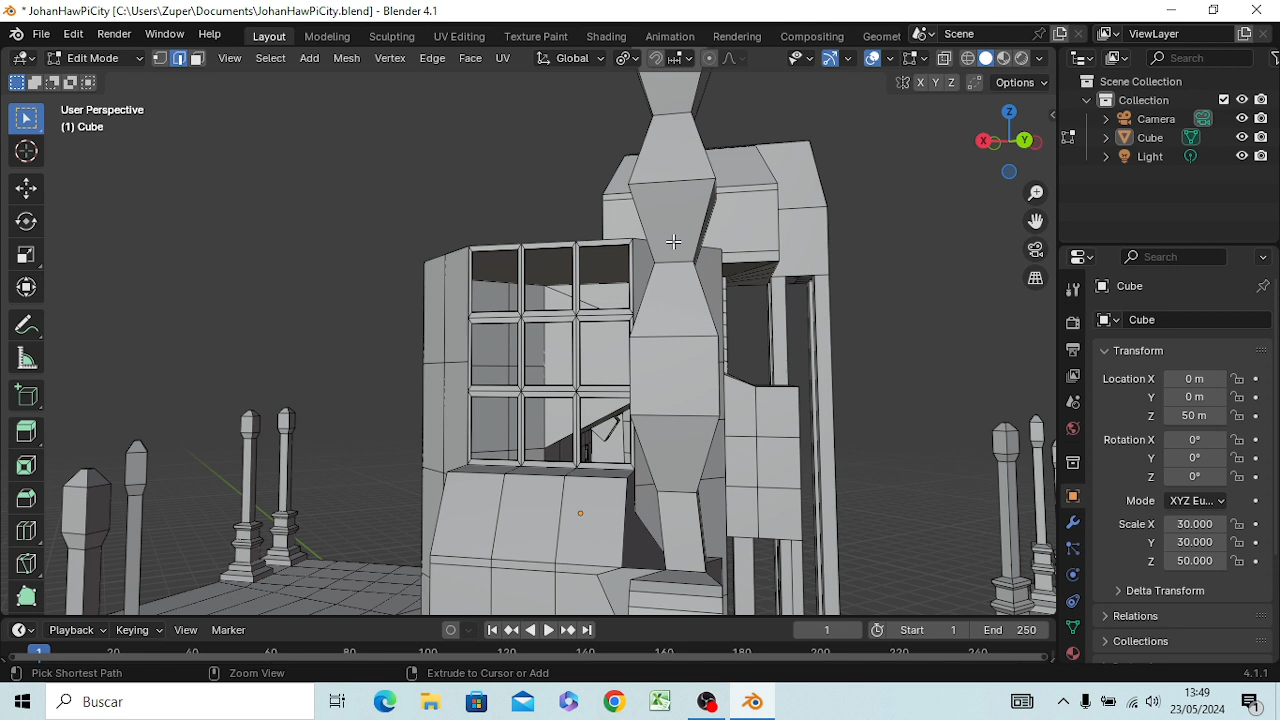 * JohanHawPiCity [C:\Users\Zuper\Documents\JohanHawPiCity.blend] - Blender 4.1
File Edit Render Window Help Layout Modeling Sculpting UV Editing Texture Paint Shading Animation Rendering Compositing Scene ViewLayer
Edit Mode View Select Add Mesh Vertex Edge Face UV Global Search
X Y Z Options
Scene Collection
User Perspective
(1) Cube
Collection
Camera
Cube
Light
Z
X Y
Search
Cube
Cube
Transform
Location X 0 m
Y 0 m
Z 50 m
Rotation X 0°
Y 0°
Z 0°
Mode XYZ Eu...
Scale X 30.000
Y 30.000
Z 50.000
Delta Transform
Relations
Collections
Playback Keying View Marker 1 Start 1 End 250
1 20 40 60 80 100 120 140 160 180 200 220 240
Pick Shortest Path Zoom View Extrude to Cursor or Add 4.1.1
Buscar
13:49
23/05/2024
1